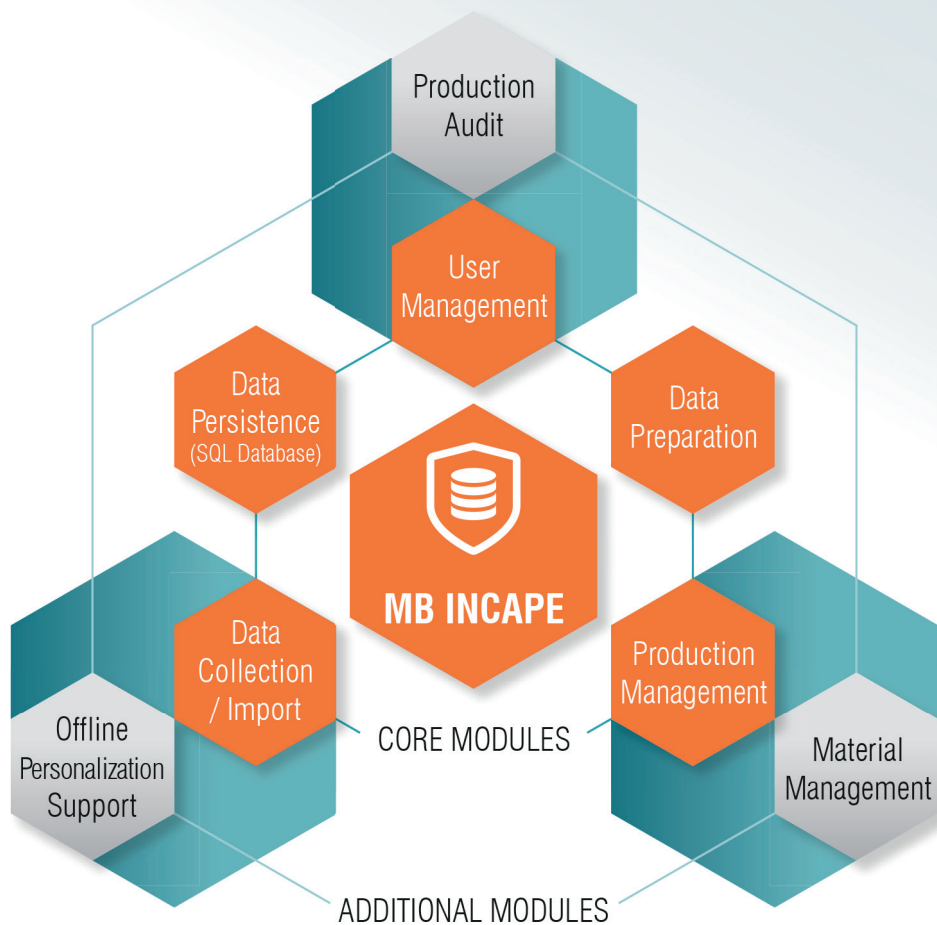 Production
Audit
User
Management
Data
Persistence
(SQL Database)
Data
Preparation
MB INCAPE
Data
Collection
/ Import
Production
Management
Offline
Personalization
Support
CORE MODULES
Material
Management
ADDITIONAL MODULES